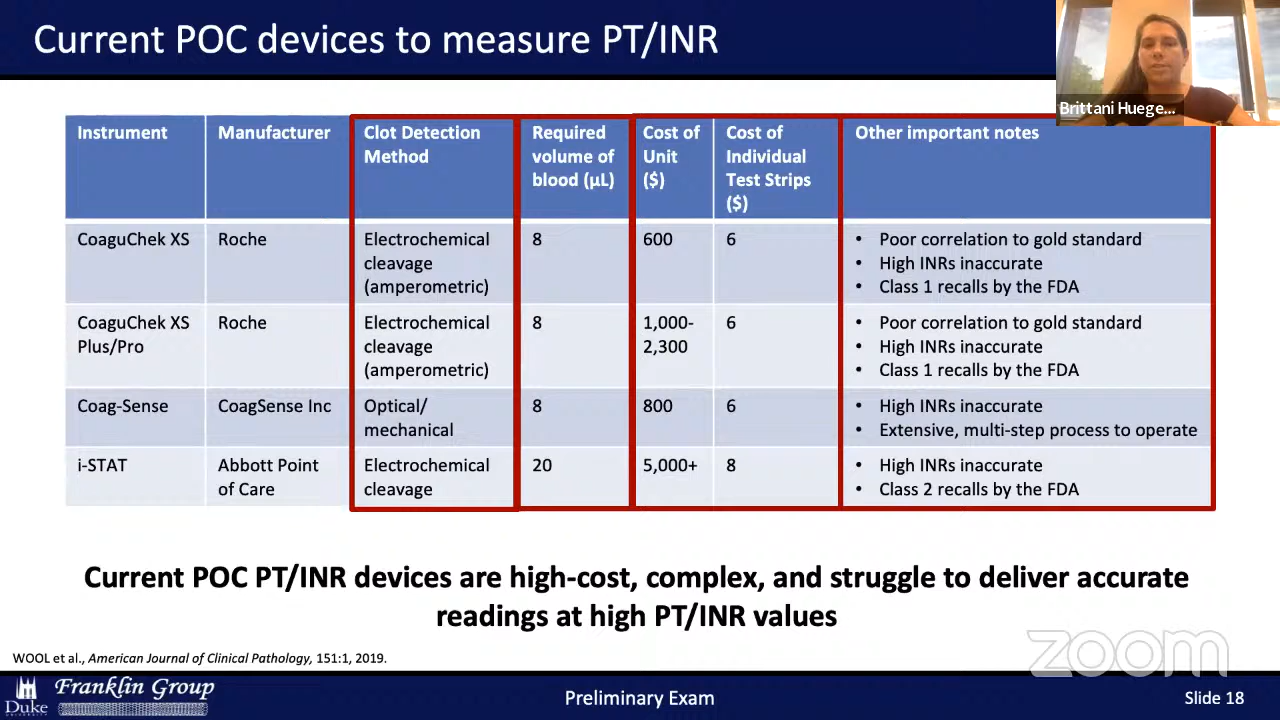 Current POC devices to measure PT/INR
Brittani Huege...
Instrument
Manufacturer
Clot Detection
Method
Required
volume of
blood (µL)
Cost of
Unit
($)
Cost of
Individual
Test Strips
($)
Other important notes
CoaguChek XS
Roche
Electrochemical
cleavage
(amperometric)
8
600
6
• Poor correlation to gold standard
• High INRs inaccurate
• Class 1 recalls by the FDA
CoaguChek XS
Plus/Pro
Roche
Electrochemical
cleavage
(amperometric)
8
1,000-
2,300
6
• Poor correlation to gold standard
• High INRs inaccurate
• Class 1 recalls by the FDA
Coag-Sense
CoagSense Inc
Optical/
mechanical
8
800
6
• High INRs inaccurate
• Extensive, multi-step process to operate
i-STAT
Abbott Point
of Care
Electrochemical
cleavage
20
5,000+
8
• High INRs inaccurate
• Class 2 recalls by the FDA
Current POC PT/INR devices are high-cost, complex, and struggle to deliver accurate
readings at high PT/INR values
zoom
WOOL et al., American Journal of Clinical Pathology, 151:1, 2019.
Duke
Franklin Group
Preliminary Exam
Slide 18